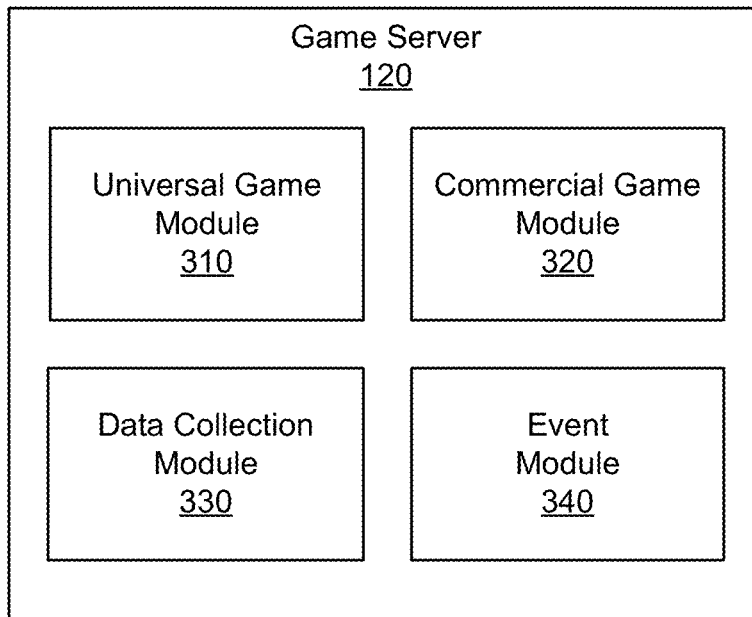 Game Server
120
Universal Game
Module
310
Commercial Game
Module
320
Data Collection
Module
330
Event
Module
340